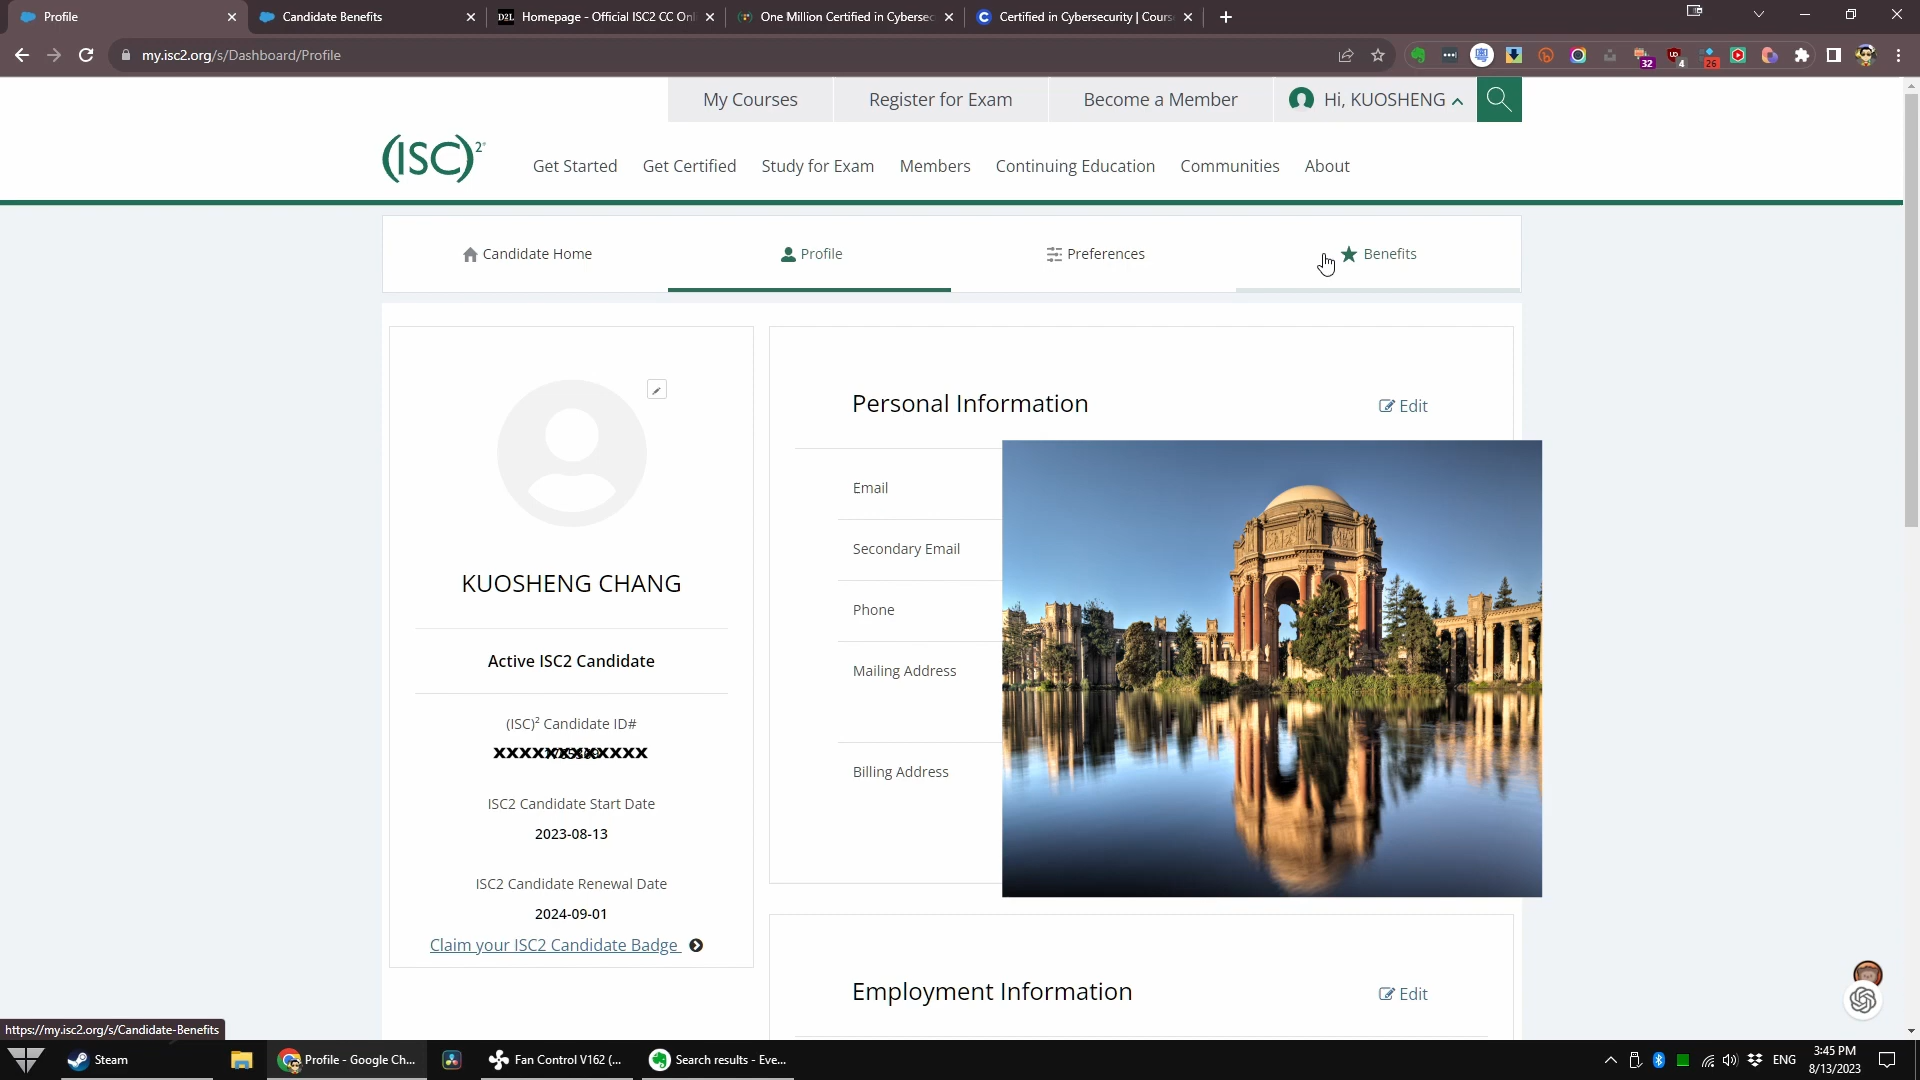 Profile
Candidate Benefits
D2L Homepage - Official ISC2 CC Onl
One Million Certified in Cybersec
Certified in Cybersecurity | Cours
my.isc2.org/s/Dashboard/Profile
32
4
26
My Courses
Register for Exam
Become a Member
Hi, KUOSHENG
(ISC)²
Get Started
Get Certified
Study for Exam
Members
Continuing Education
Communities
About
Candidate Home
Profile
Preferences
Benefits
KUOSHENG CHANG
Active ISC2 Candidate
(ISC)² Candidate ID#
XXXXXXXXXXXX
ISC2 Candidate Start Date
2023-08-13
ISC2 Candidate Renewal Date
2024-09-01
Claim your ISC2 Candidate Badge
Personal Information
Edit
Email
Secondary Email
Phone
Mailing Address
Billing Address
Employment Information
Edit
https://my.isc2.org/s/Candidate-Benefits
Steam
Profile - Google Ch...
Fan Control V162 (...
Search results - Eve...
ENG
3:45 PM
8/13/2023